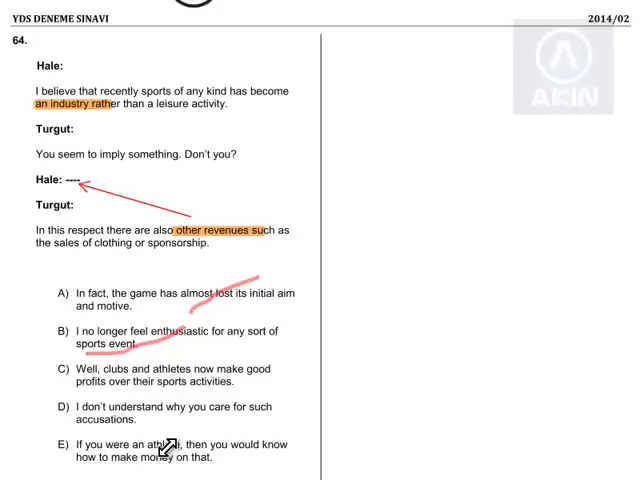 YDS DENEME SINAVI
2014/02
AKIN
64.
Hale:
I believe that recently sports of any kind has become
an industry rather than a leisure activity.
Turgut:
You seem to imply something. Don't you?
Hale: ----
Turgut:
In this respect there are also other revenues such as
the sales of clothing or sponsorship.
A) In fact, the game has almost lost its initial aim
and motive.
B) I no longer feel enthusiastic for any sort of
sports event.
C) Well, clubs and athletes now make good
profits over their sports activities.
D) I don't understand why you care for such
accusations.
E) If you were an athlete, then you would know
how to make money on that.